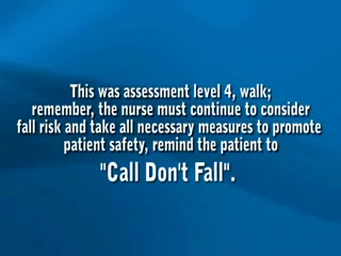 This was assessment level 4, walk;
remember, the nurse must continue to consider
fall risk and take all necessary measures to promote
patient safety, remind the patient to
"Call Don't Fall".